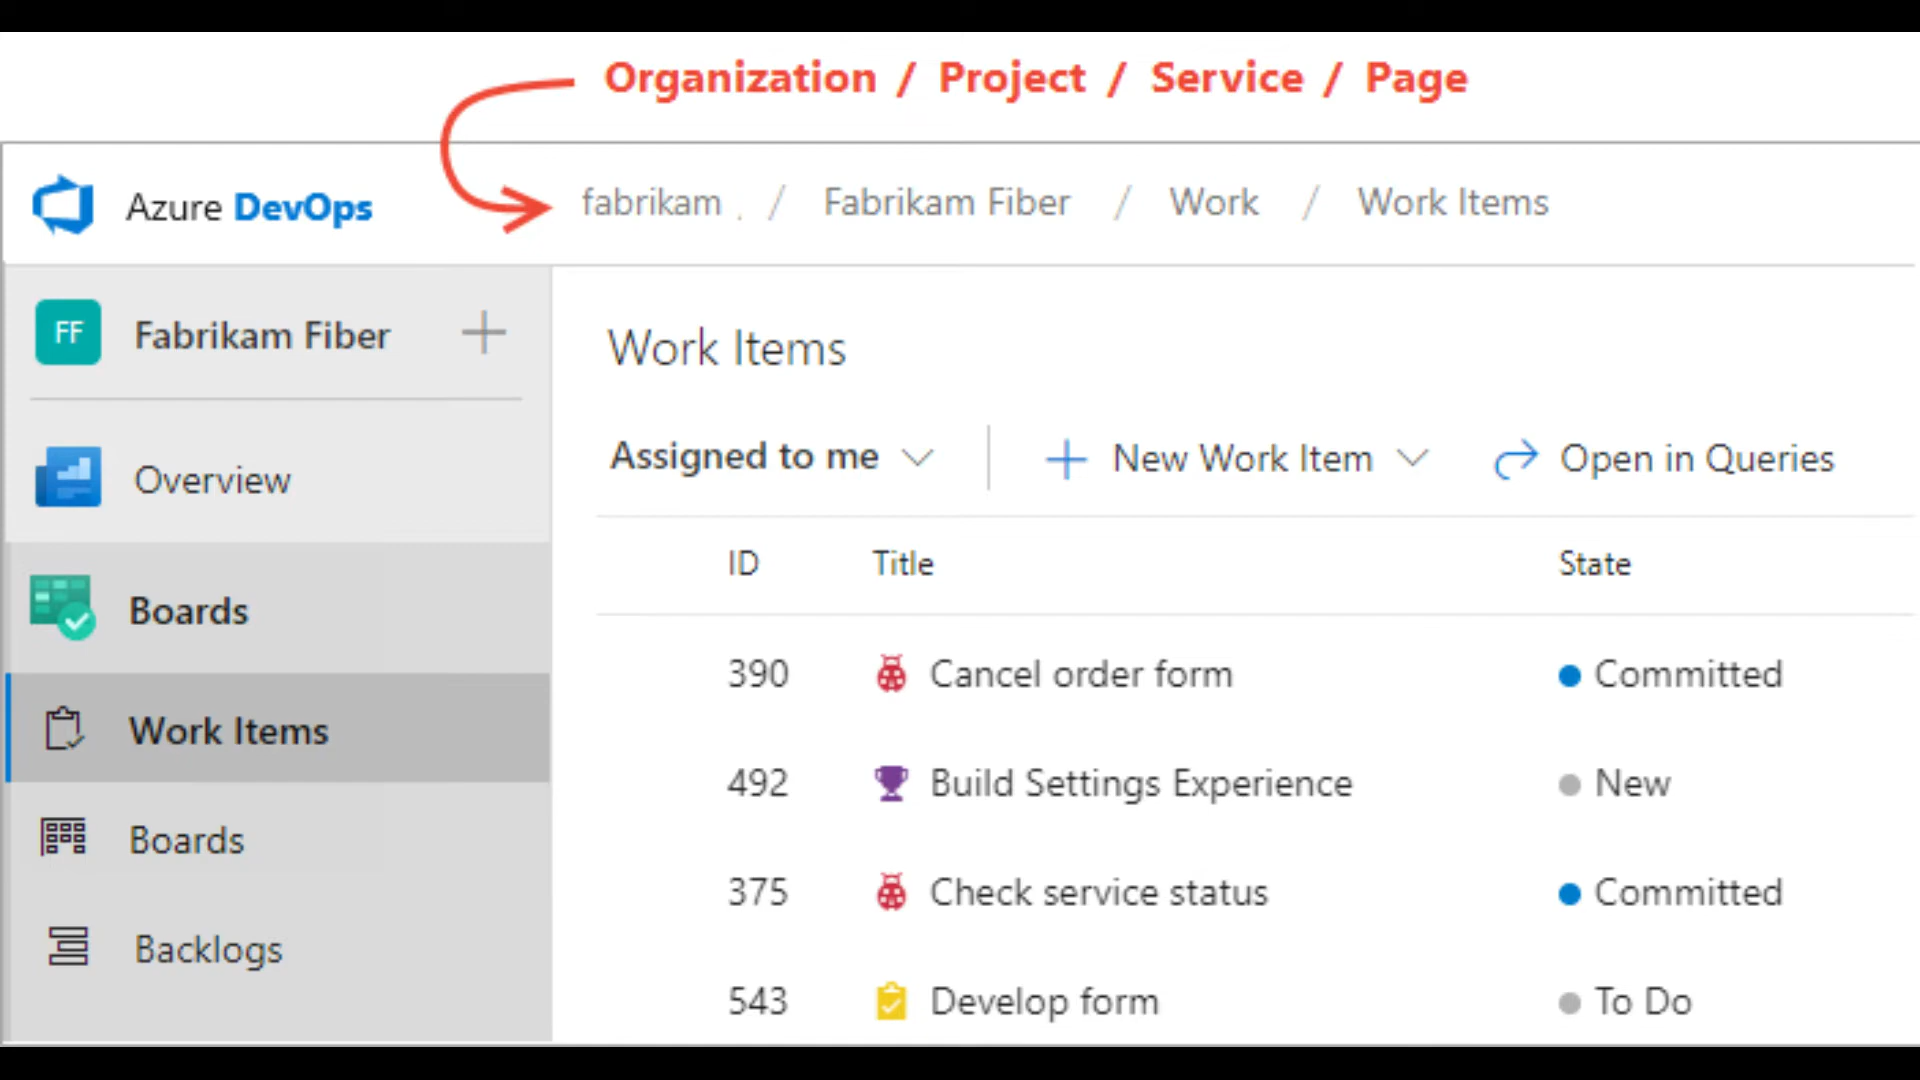 Organization / Project / Service / Page
Azure DevOps
fabrikam / Fabrikam Fiber / Work / Work Items
FF Fabrikam Fiber
Overview
Boards
Work Items
Boards
Backlogs
Work Items
Assigned to me New Work Item Open in Queries
ID Title State
390 Cancel order form Committed
492 Build Settings Experience New
375 Check service status Committed
543 Develop form To Do